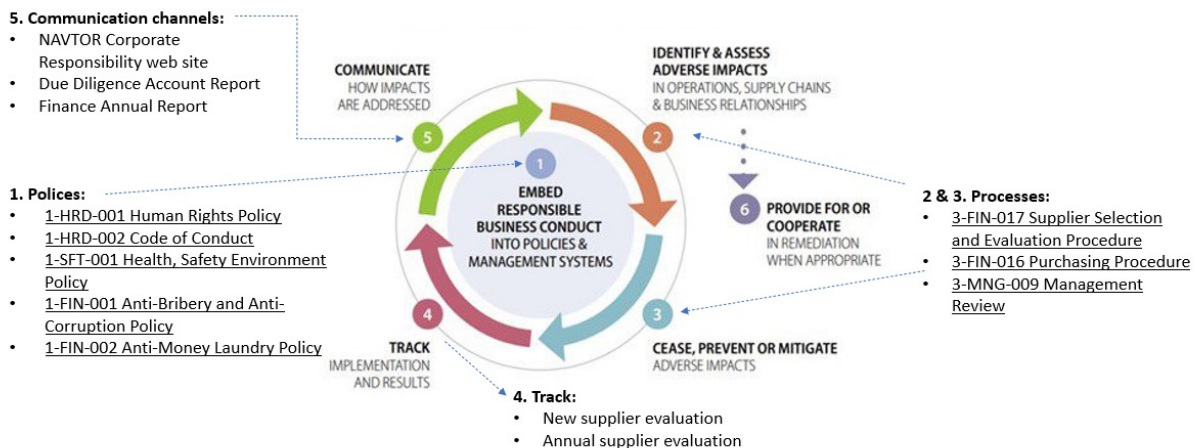 5. Communication channels:
• NAVTOR Corporate
Responsibility web site
• Due Diligence Account Report
• Finance Annual Report
COMMUNICATE
HOW IMPACTS
ARE ADDRESSED
5
IDENTIFY & ASSESS
ADVERSE IMPACTS
IN OPERATIONS, SUPPLY CHAINS
& BUSINESS RELATIONSHIPS
2
1
EMBED
RESPONSIBLE
BUSINESS CONDUCT
INTO POLICIES &
MANAGEMENT SYSTEMS
6
PROVIDE FOR OR
COOPERATE
IN REMEDIATION
WHEN APPROPRIATE
1. Polices:
• 1-HRD-001 Human Rights Policy
• 1-HRD-002 Code of Conduct
• 1-SFT-001 Health, Safety Environment
Policy
• 1-FIN-001 Anti-Bribery and Anti-
Corruption Policy
• 1-FIN-002 Anti-Money Laundry Policy
2 & 3. Processes:
• 3-FIN-017 Supplier Selection
and Evaluation Procedure
• 3-FIN-016 Purchasing Procedure
• 3-MNG-009 Management
Review
4
TRACK
IMPLEMENTATION
AND RESULTS
3
CEASE, PREVENT OR MITIGATE
ADVERSE IMPACTS
4. Track:
• New supplier evaluation
• Annual supplier evaluation